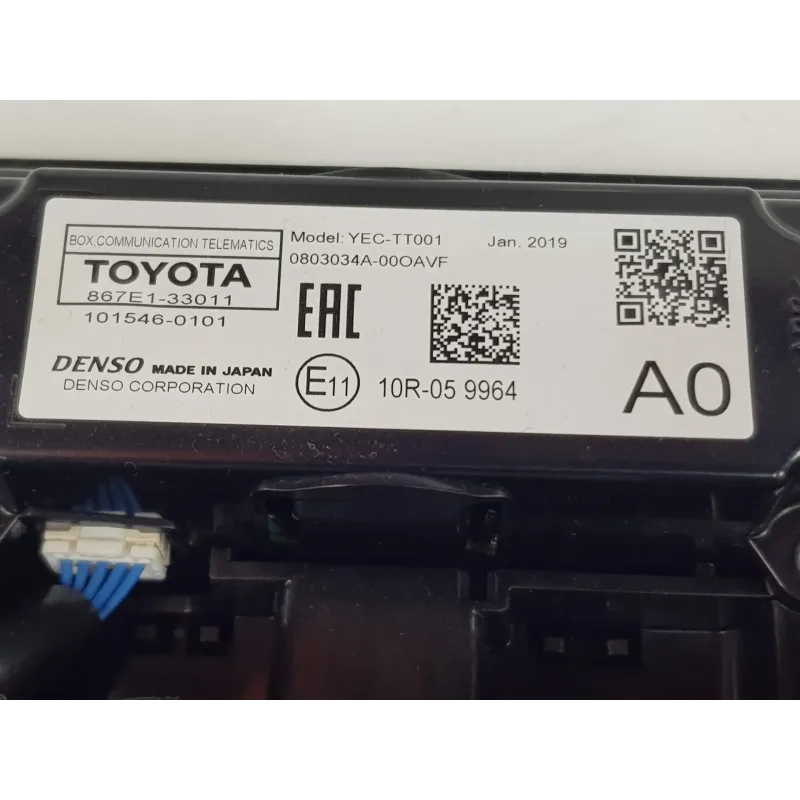 BOX,COMMUNICATION TELEMATICS
TOYOTA
867E1-33011
101546-0101
DENSO MADE IN JAPAN
DENSO CORPORATION
Model: YEC-TT001 Jan. 2019
0803034A-00OAVF
EAC
E11 10R-05 9964
A0